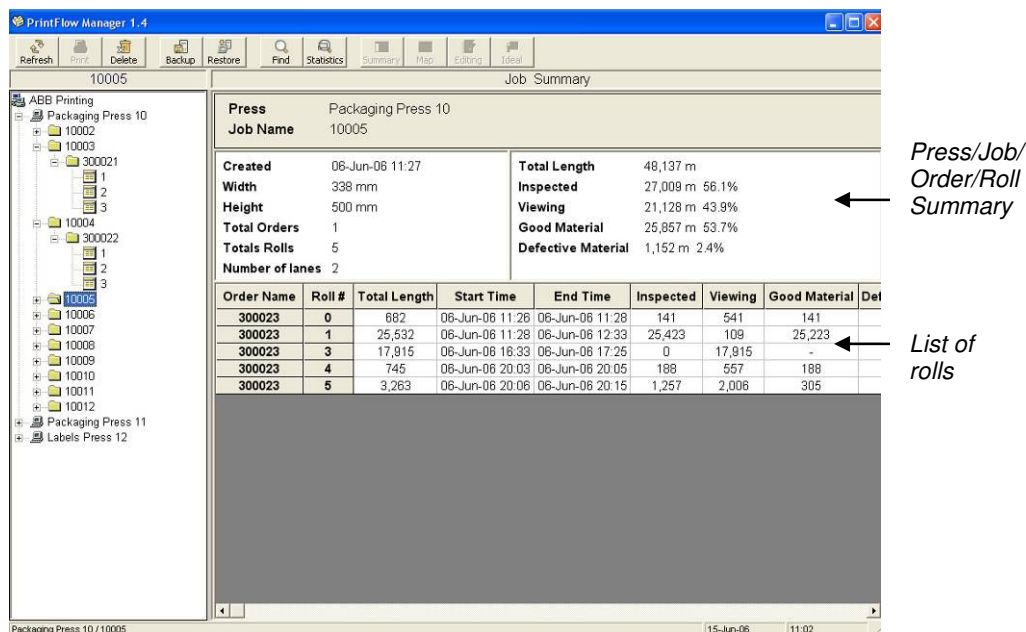 PrintFlow Manager 1.4
Refresh Print Delete Backup Restore Find Statistics Summary Map Editing Ideal
10005 Job Summary
ABB Printing
Packaging Press 10
10002
10003
300021
1
2
3
10004
300022
1
2
3
10005
10006
10007
10008
10009
10010
10011
10012
Packaging Press 11
Labels Press 12
Press Packaging Press 10
Job Name 10005
Created 06-Jun-06 11:27
Width 338 mm
Height 500 mm
Total Orders 1
Totals Rolls 5
Number of lanes 2
Total Length 48,137 m
Inspected 27,009 m 56.1%
Viewing 21,128 m 43.9%
Good Material 25,857 m 53.7%
Defective Material 1,152 m 2.4%
Order Name Roll # Total Length Start Time End Time Inspected Viewing Good Material Def
300023 0 682 06-Jun-06 11:26 06-Jun-06 11:28 141 541 141
300023 1 25,532 06-Jun-06 11:28 06-Jun-06 12:33 25,423 109 25,223
300023 3 17,915 06-Jun-06 16:33 06-Jun-06 17:25 0 17,915 -
300023 4 745 06-Jun-06 20:03 06-Jun-06 20:05 188 557 188
300023 5 3,263 06-Jun-06 20:06 06-Jun-06 20:15 1,257 2,006 305
Packaging Press 10 / 10005 15-Jun-06 11:02
Press/Job/
Order/Roll
Summary
List of
rolls